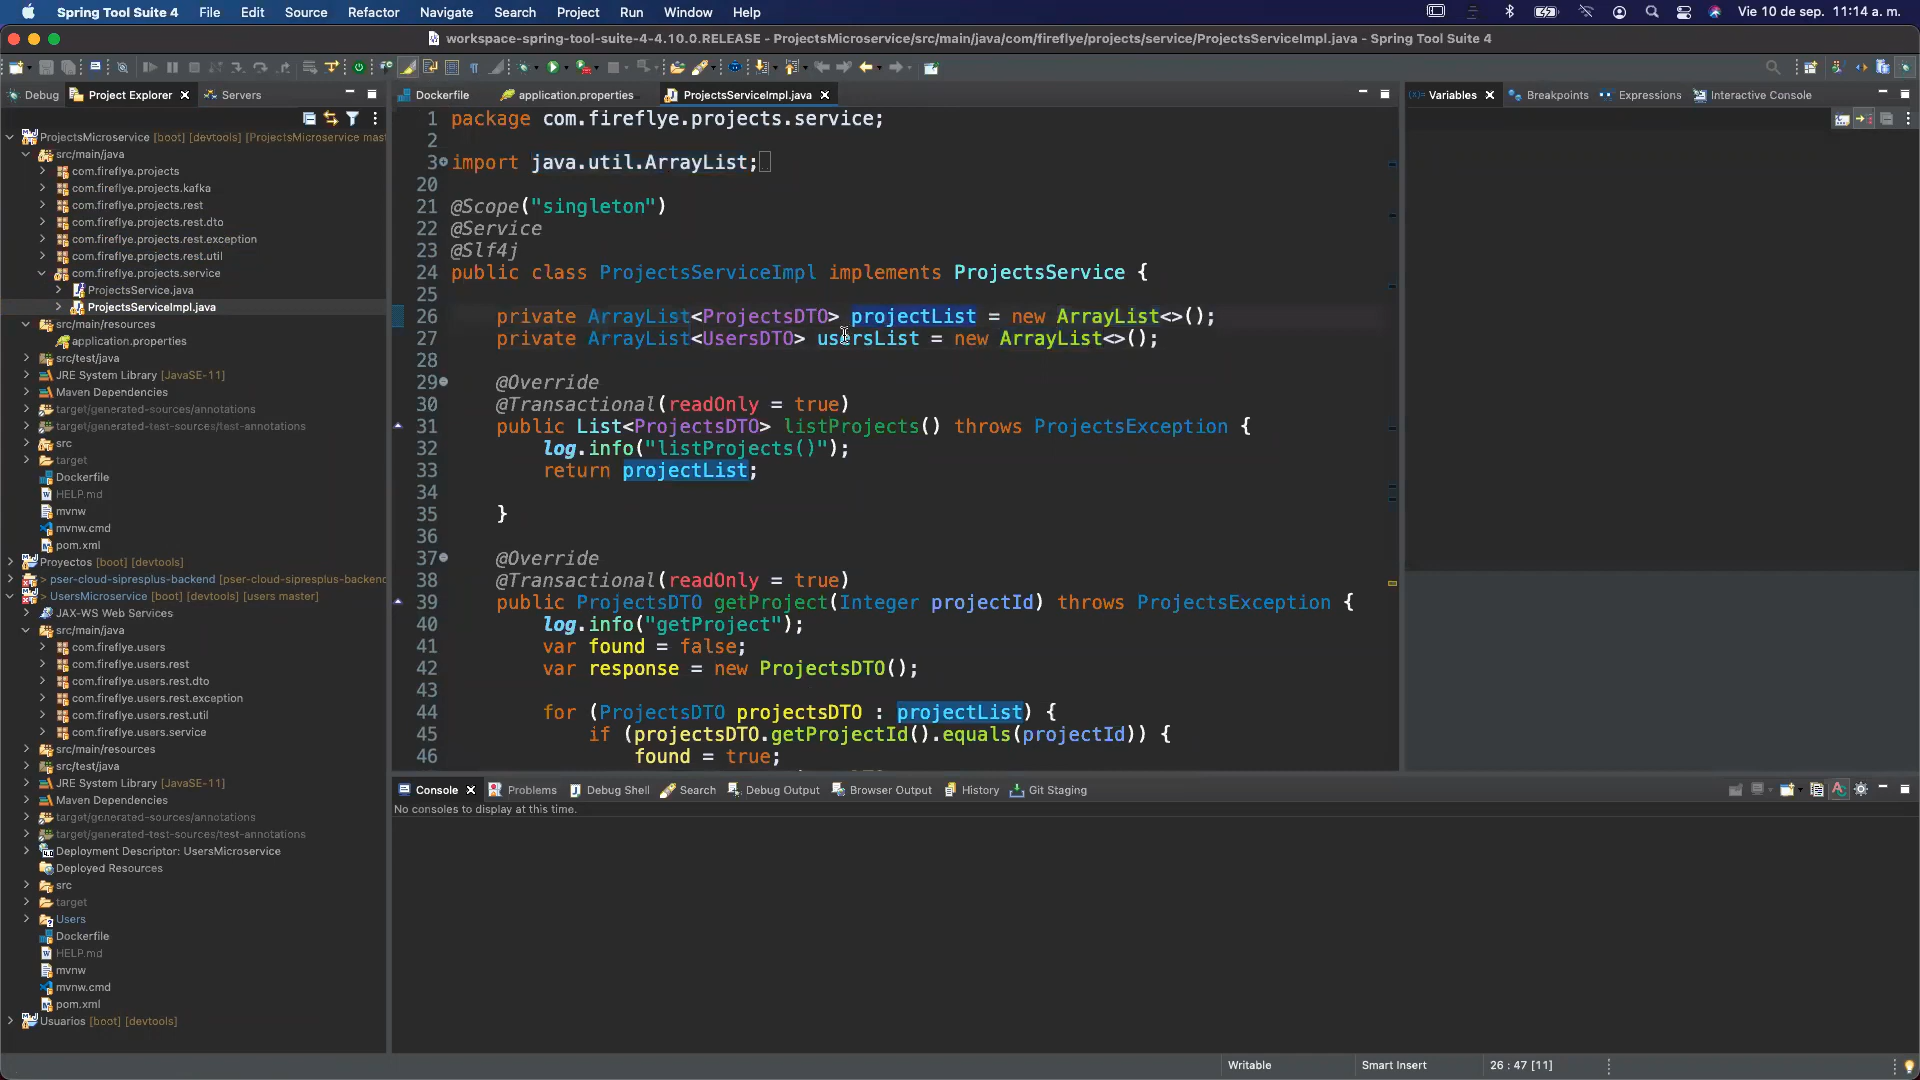 Spring Tool Suite 4 File Edit Source Refactor Navigate Search Project Run Window Help Vie 10 de sep. 11:14 a. m.
workspace-spring-tool-suite-4-4.10.0.RELEASE - ProjectsMicroservice/src/main/java/com/fireflye/projects/service/ProjectsServiceImpl.java - Spring Tool Suite 4
Debug Project Explorer Servers
ProjectsMicroservice [boot] [devtools] [ProjectsMicroservice mast
src/main/java
com.fireflye.projects
com.fireflye.projects.kafka
com.fireflye.projects.rest
com.fireflye.projects.rest.dto
com.fireflye.projects.rest.exception
com.fireflye.projects.rest.util
com.fireflye.projects.service
ProjectsService.java
ProjectsServiceImpl.java
src/main/resources
application.properties
src/test/java
JRE System Library [JavaSE-11]
Maven Dependencies
target/generated-sources/annotations
target/generated-test-sources/test-annotations
src
target
Dockerfile
HELP.md
mvnw
mvnw.cmd
pom.xml
Proyectos [boot] [devtools]
> pser-cloud-sipresplus-backend [pser-cloud-sipresplus-backend
> UsersMicroservice [boot] [devtools] [users master]
JAX-WS Web Services
src/main/java
com.fireflye.users
com.fireflye.users.rest
com.fireflye.users.rest.dto
com.fireflye.users.rest.exception
com.fireflye.users.rest.util
com.fireflye.users.service
src/main/resources
src/test/java
JRE System Library [JavaSE-11]
Maven Dependencies
target/generated-sources/annotations
target/generated-test-sources/test-annotations
Deployment Descriptor: UsersMicroservice
Deployed Resources
src
target
Users
Dockerfile
HELP.md
mvnw
mvnw.cmd
pom.xml
Usuarios [boot] [devtools]
Dockerfile application.properties ProjectsServiceImpl.java
1 package com.fireflye.projects.service;
2
3 import java.util.ArrayList;
20
21 @Scope("singleton")
22 @Service
23 @Slf4j
24 public class ProjectsServiceImpl implements ProjectsService {
25
26 private ArrayList<ProjectsDTO> projectList = new ArrayList<>();
27 private ArrayList<UsersDTO> usersList = new ArrayList<>();
28
29 @Override
30 @Transactional(readOnly = true)
31 public List<ProjectsDTO> listProjects() throws ProjectsException {
32 log.info("listProjects()");
33 return projectList;
34
35 }
36
37 @Override
38 @Transactional(readOnly = true)
39 public ProjectsDTO getProject(Integer projectId) throws ProjectsException {
40 log.info("getProject");
41 var found = false;
42 var response = new ProjectsDTO();
43
44 for (ProjectsDTO projectsDTO : projectList) {
45 if (projectsDTO.getProjectId().equals(projectId)) {
46 found = true;
Variables Breakpoints Expressions Interactive Console
Console Problems Debug Shell Search Debug Output Browser Output History Git Staging
No consoles to display at this time.
Writable Smart Insert 26 : 47 [11]